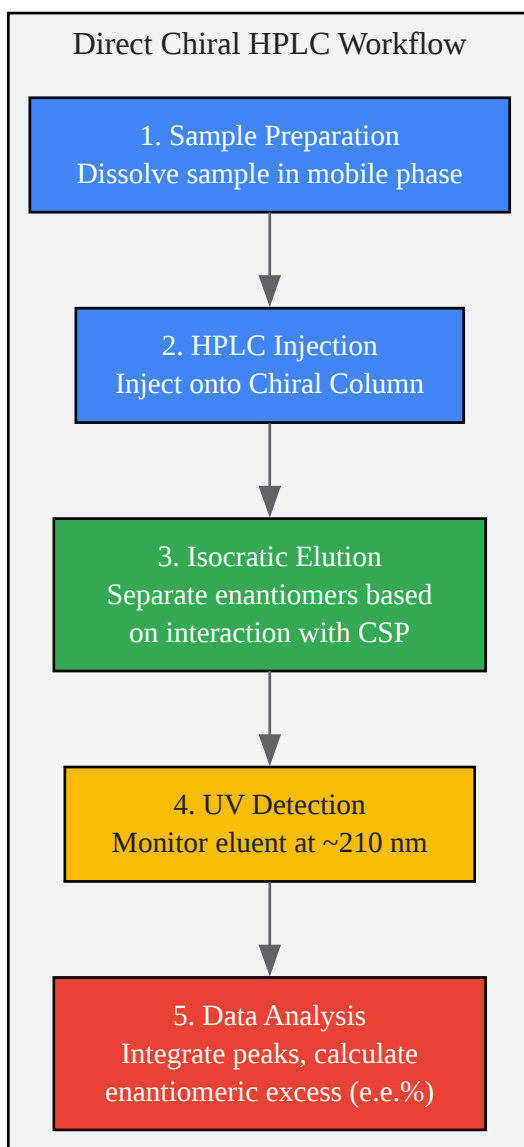 Direct Chiral HPLC Workflow
1. Sample Preparation
Dissolve sample in mobile phase
2. HPLC Injection
Inject onto Chiral Column
3. Isocratic Elution
Separate enantiomers based
on interaction with CSP
4. UV Detection
Monitor eluent at ~210 nm
5. Data Analysis
Integrate peaks, calculate
enantiomeric excess (e.e.%)